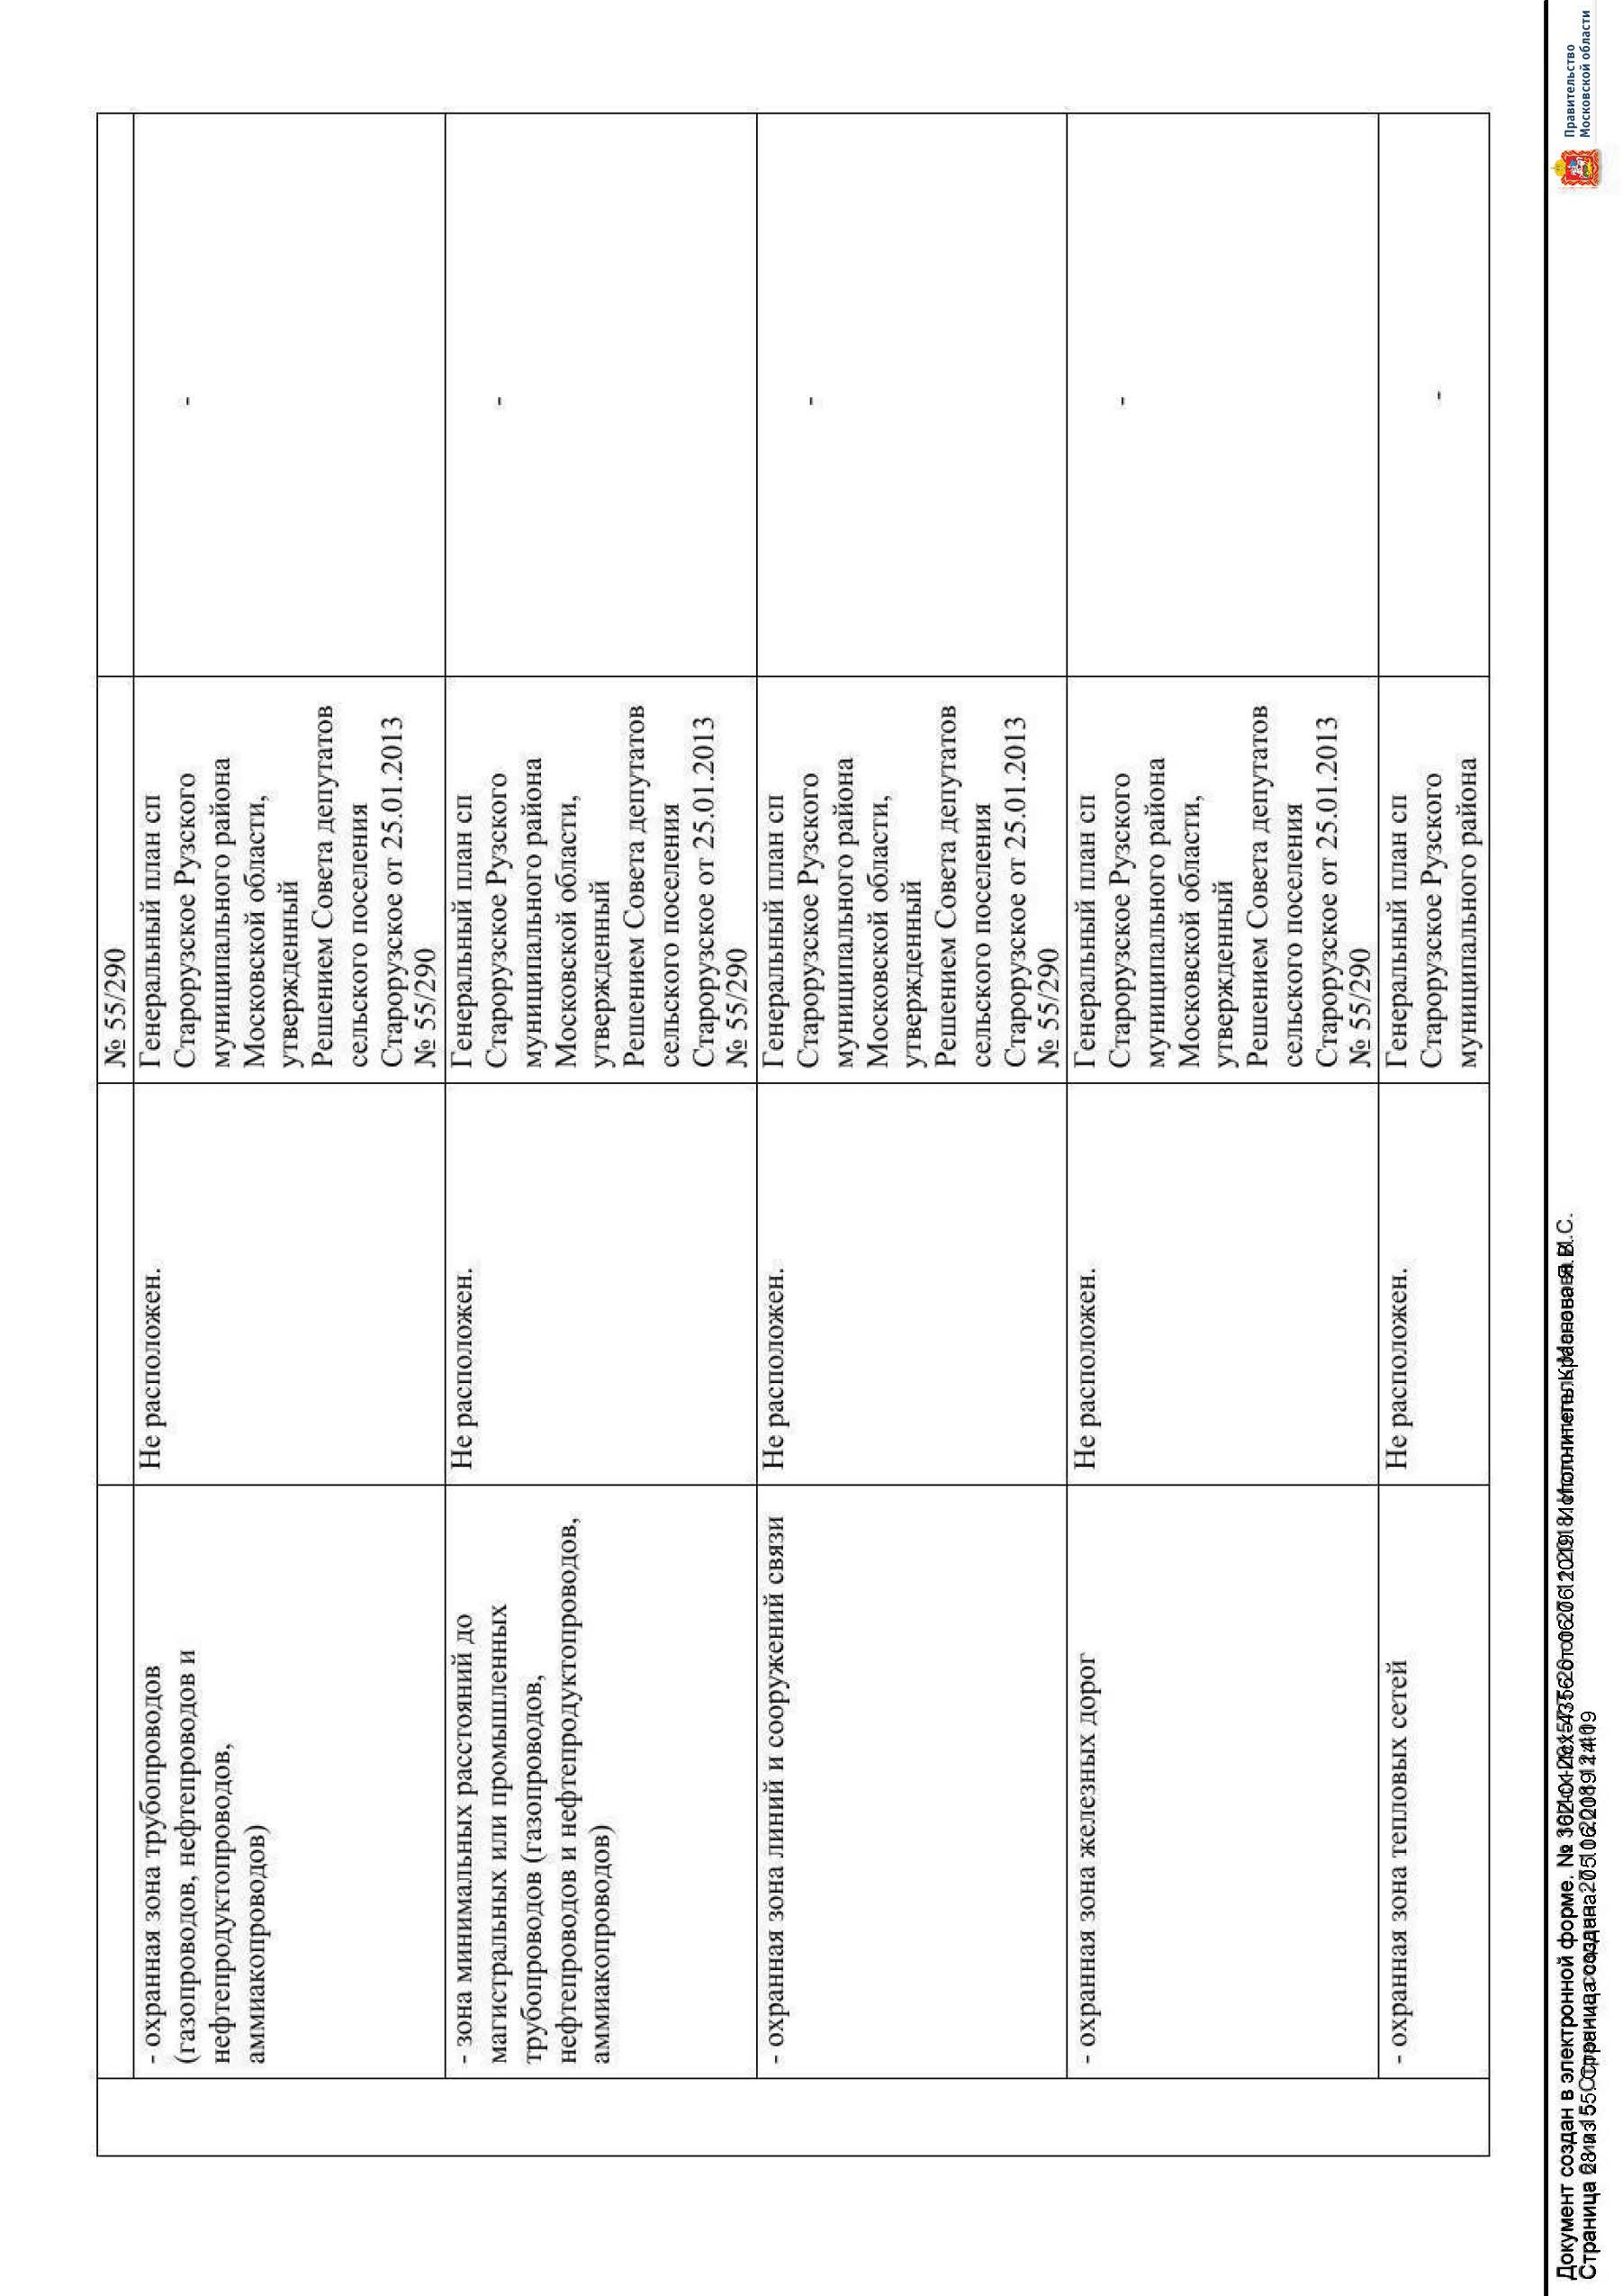 № 55/290
- охранная зона трубопроводов
(газопроводов, нефтепроводов и
нефтепродуктопроводов,
аммиакопроводов)
Не расположен.
Генеральный план сп
Старорузское Рузского
муниципального района
Московской области,
утвержденный
Решением Совета депутатов
сельского поселения
Старорузское от 25.01.2013
№ 55/290
-
- зона минимальных расстояний до
магистральных или промышленных
трубопроводов (газопроводов,
нефтепроводов и нефтепродуктопроводов,
аммиакопроводов)
Не расположен.
Генеральный план сп
Старорузское Рузского
муниципального района
Московской области,
утвержденный
Решением Совета депутатов
сельского поселения
Старорузское от 25.01.2013
№ 55/290
-
- охранная зона линий и сооружений связи
Не расположен.
Генеральный план сп
Старорузское Рузского
муниципального района
Московской области,
утвержденный
Решением Совета депутатов
сельского поселения
Старорузское от 25.01.2013
№ 55/290
-
- охранная зона железных дорог
Не расположен.
Генеральный план сп
Старорузское Рузского
муниципального района
Московской области,
утвержденный
Решением Совета депутатов
сельского поселения
Старорузское от 25.01.2013
№ 55/290
-
- охранная зона тепловых сетей
Не расположен.
Генеральный план сп
Старорузское Рузского
муниципального района
-
Документ создан в электронной форме. №
Страница
Правительство
Московской области